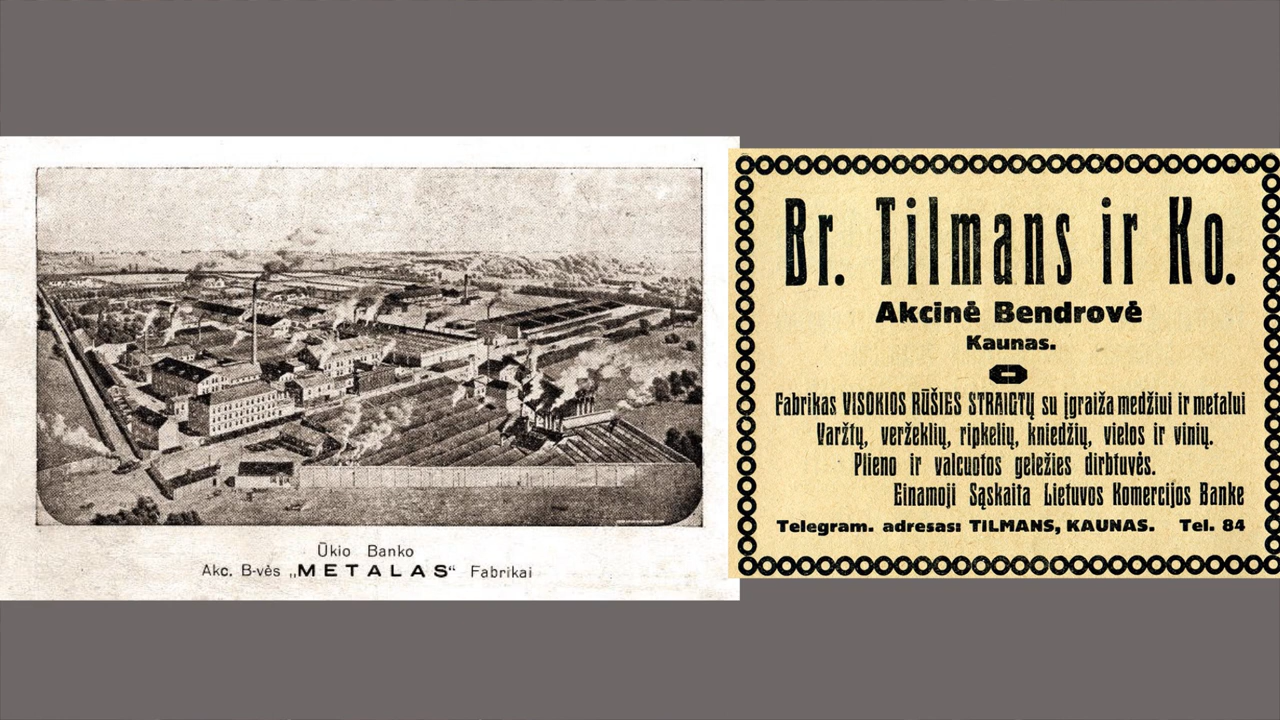 Ūkio Banko
Akc. B-vės „METALAS“ Fabrikai
Br. Tilmans ir Ko.
Akcinė Bendrovė
Kaunas.
Fabrikas VISOKIOS RŪŠIES STRAIGTŲ su įgraiža medžiui ir metalui
Varžtų, veržeklių, ripkelių, kniedžių, vielos ir vinių.
Plieno ir valcuotos geležies dirbtuvės.
Einamoji Sąskaita Lietuvos Komercijos Banke
Telegram. adresas: TILMANS, KAUNAS. Tel. 84